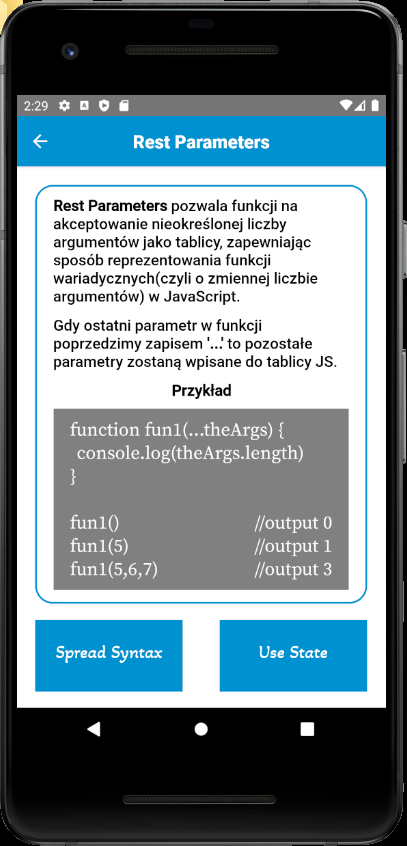 2:29
Rest Parameters
Rest Parameters pozwala funkcji na
akceptowanie nieokreślonej liczby
argumentów jako tablicy, zapewniając
sposób reprezentowania funkcji
wariadycznych(czyli o zmiennej liczbie
argumentów) w JavaScript.
Gdy ostatni parametr w funkcji
poprzedzimy zapisem '...' to pozostałe
parametry zostaną wpisane do tablicy JS.
Przykład
function fun1(...theArgs) {
console.log(theArgs.length)
}
fun1() //output 0
fun1(5) //output 1
fun1(5,6,7) //output 3
Spread Syntax Use State